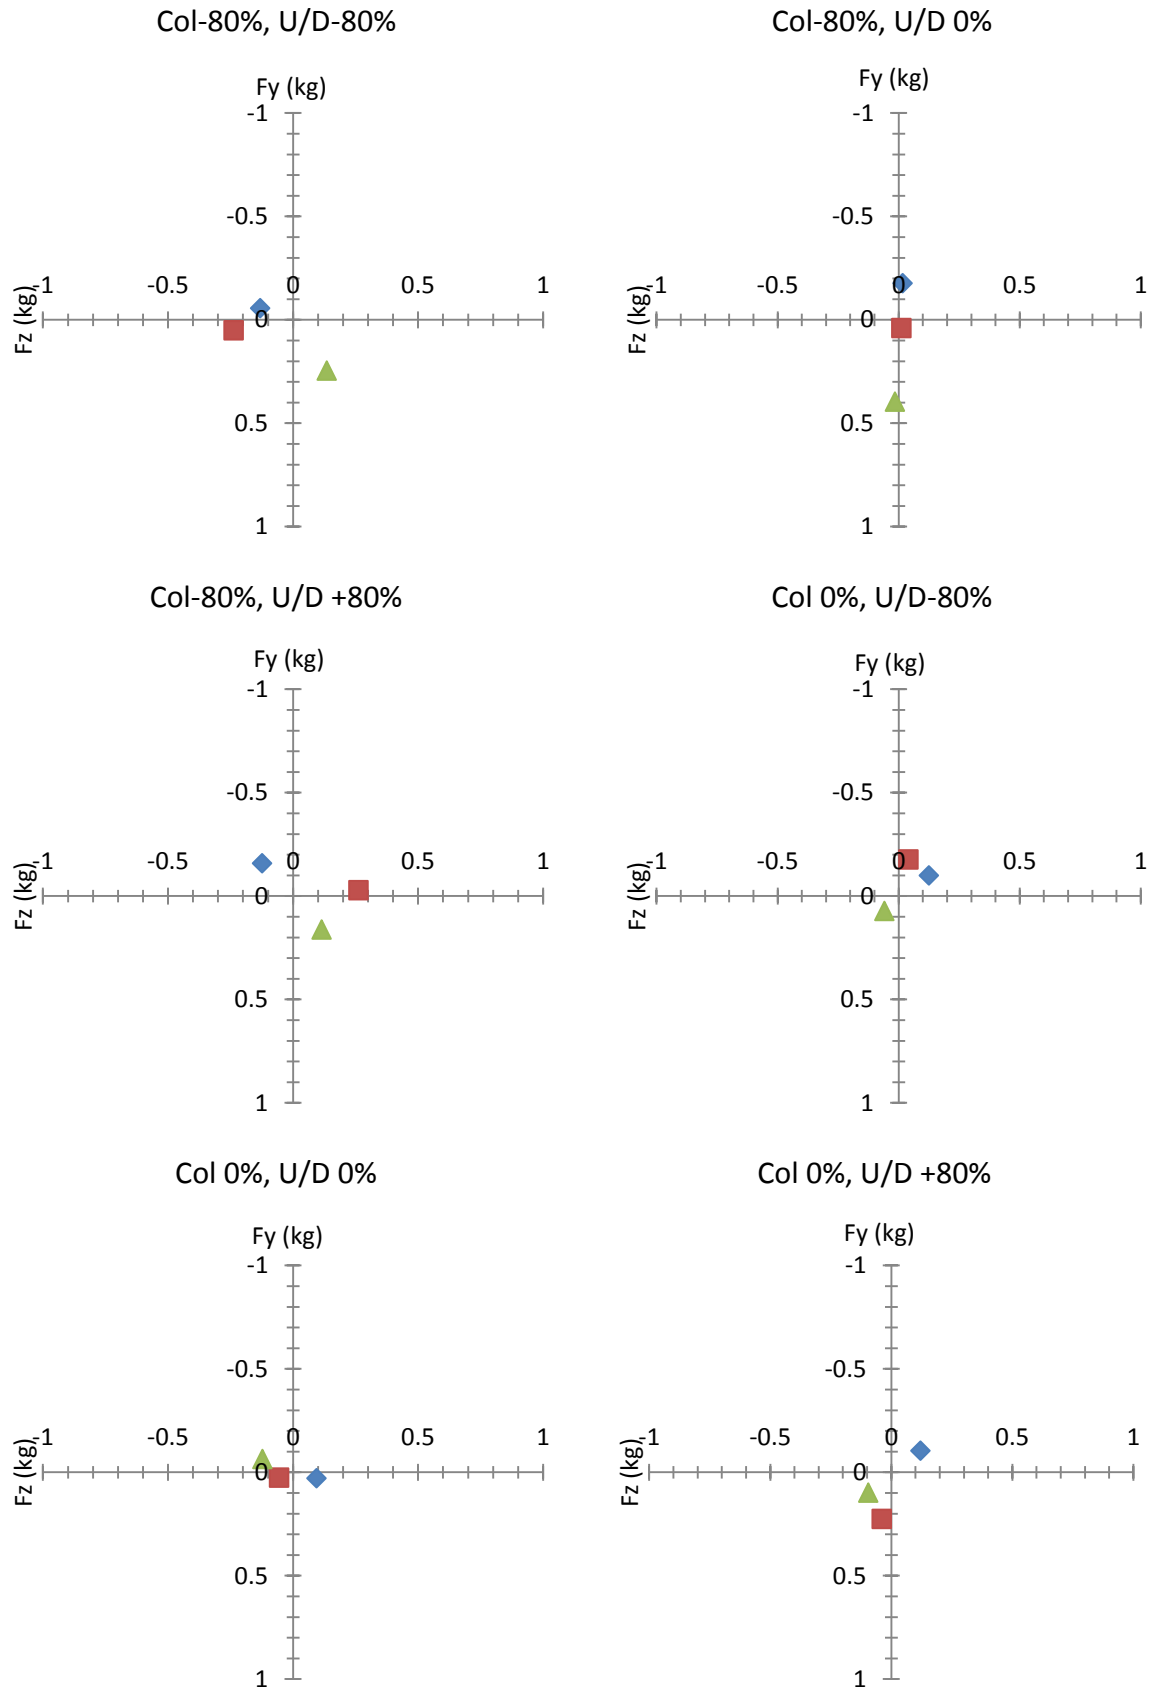 Col-80%, U/D-80%
Fy (kg)
-1
-0.5
-1 -0.5 0 0.5 1
0
Fz (kg)
0.5
1
Col-80%, U/D 0%
Fy (kg)
-1
-0.5
-1 -0.5 0 0.5 1
0
Fz (kg)
0.5
1
Col-80%, U/D +80%
Fy (kg)
-1
-0.5
-1 -0.5 0 0.5 1
0
Fz (kg)
0.5
1
Col 0%, U/D-80%
Fy (kg)
-1
-0.5
-1 -0.5 0 0.5 1
0
Fz (kg)
0.5
1
Col 0%, U/D 0%
Fy (kg)
-1
-0.5
-1 -0.5 0 0.5 1
0
Fz (kg)
0.5
1
Col 0%, U/D +80%
Fy (kg)
-1
-0.5
-1 -0.5 0 0.5 1
0
Fz (kg)
0.5
1